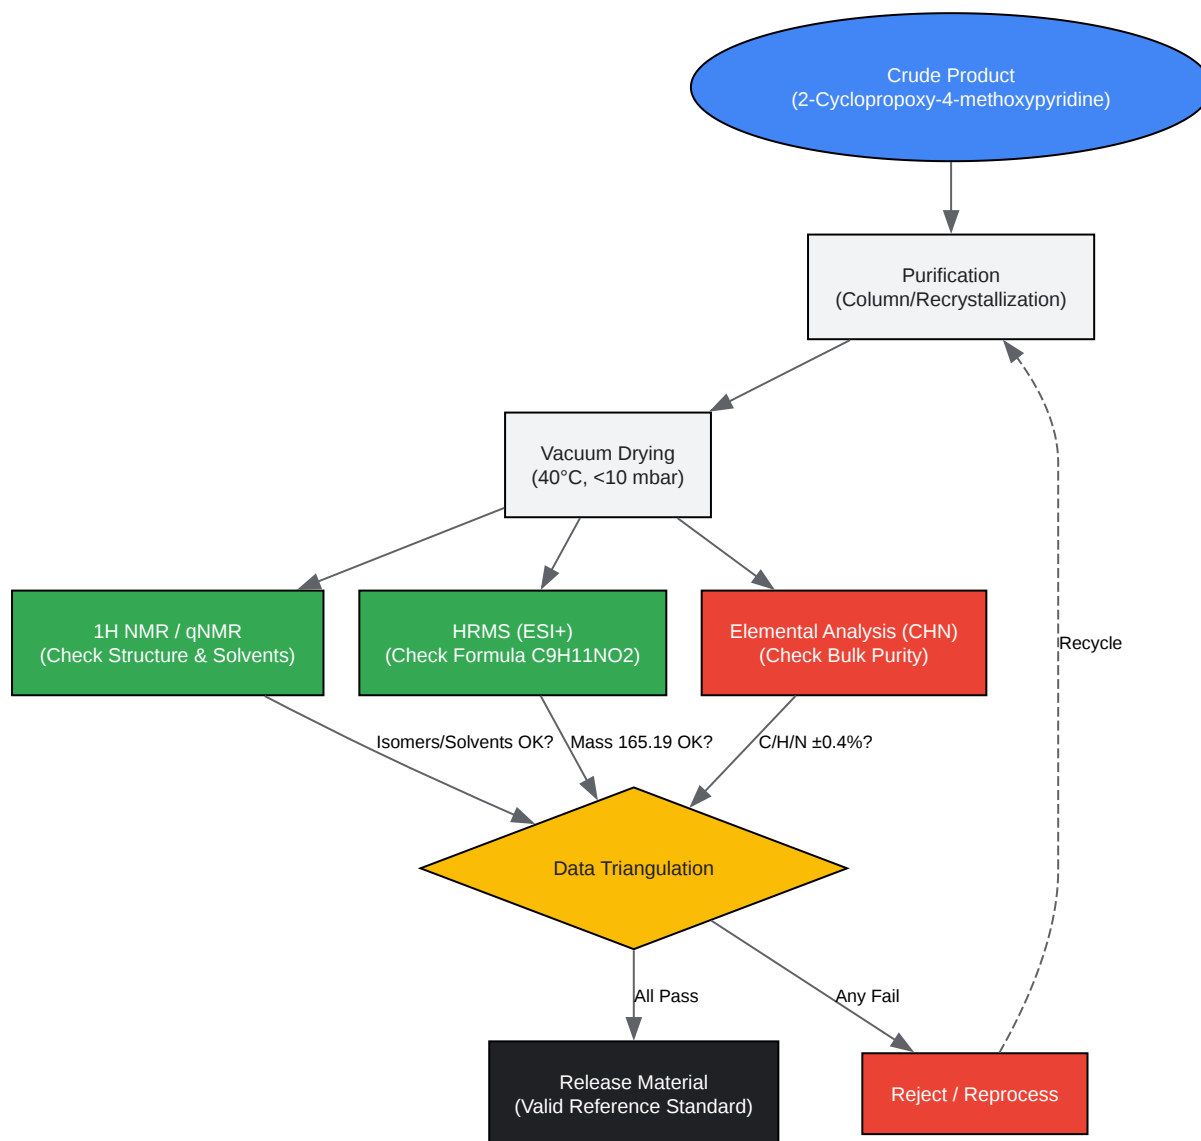 Crude Product
(2-Cyclopropoxy-4-methoxypyridine)
Purification
(Column/Recrystallization)
Vacuum Drying
(40°C, <10 mbar)
1H NMR / qNMR
(Check Structure & Solvents)
HRMS (ESI+)
(Check Formula C9H11NO2)
Elemental Analysis (CHN)
(Check Bulk Purity)
Recycle
Isomers/Solvents OK?
Mass 165.19 OK?
C/H/N ±0.4%?
Data Triangulation
All Pass
Any Fail
Release Material
(Valid Reference Standard)
Reject / Reprocess